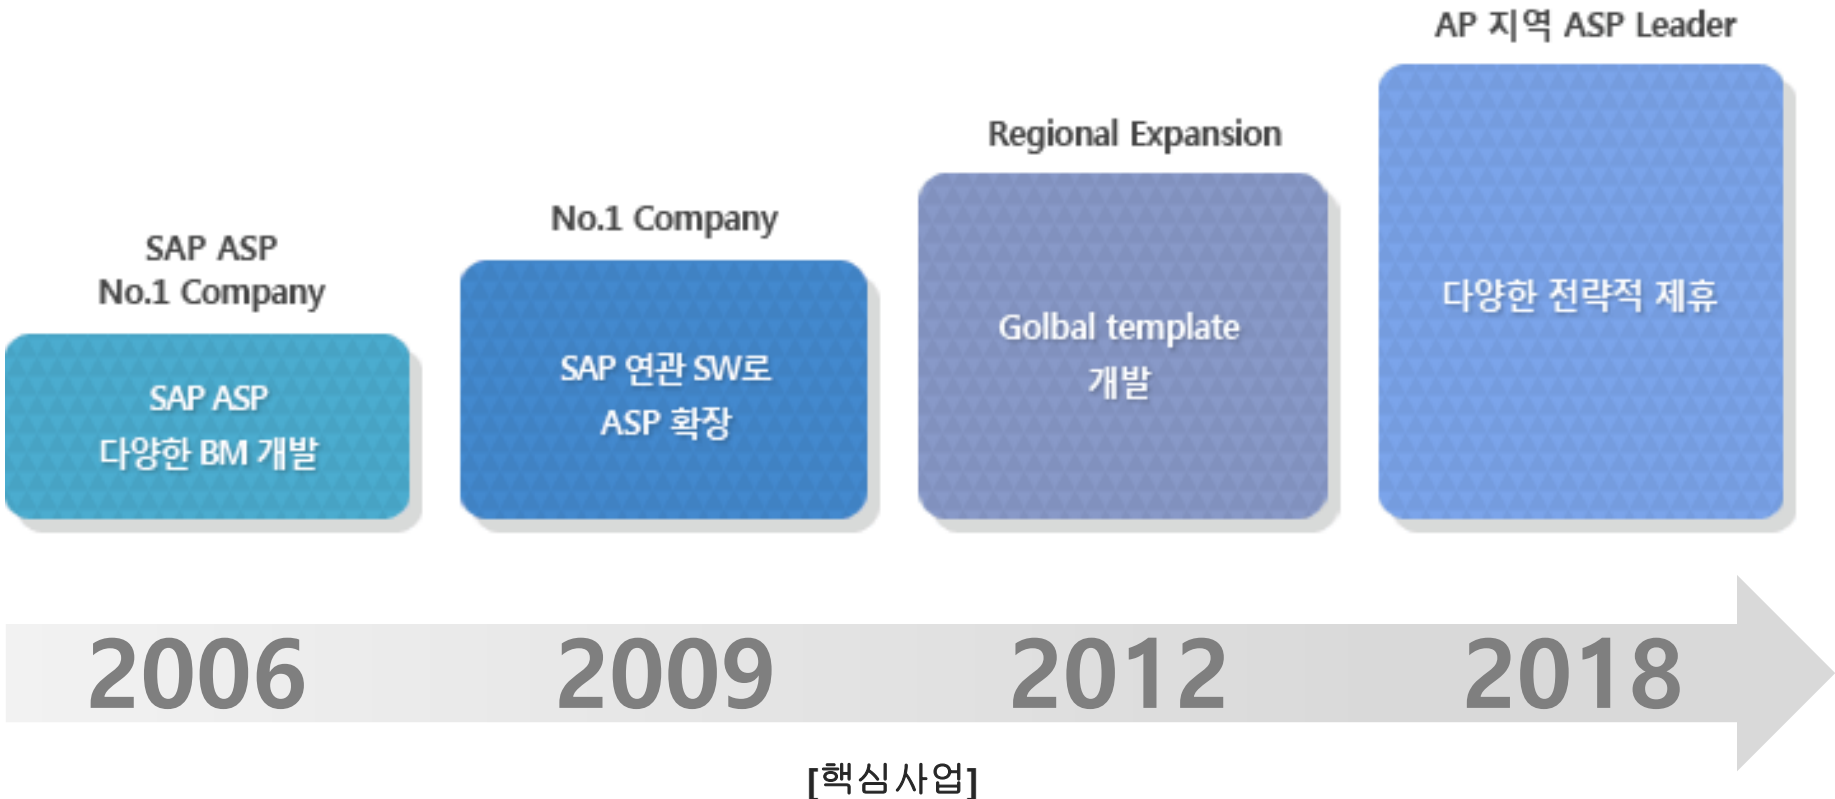 SAP ASP
No.1 Company
SAP ASP
다양한 BM 개발
No.1 Company
SAP 연관 SW로
ASP 확장
Regional Expansion
Golbal template
개발
AP 지역 ASP Leader
다양한 전략적 제휴
2006
2009
2012
2018
[핵심사업]